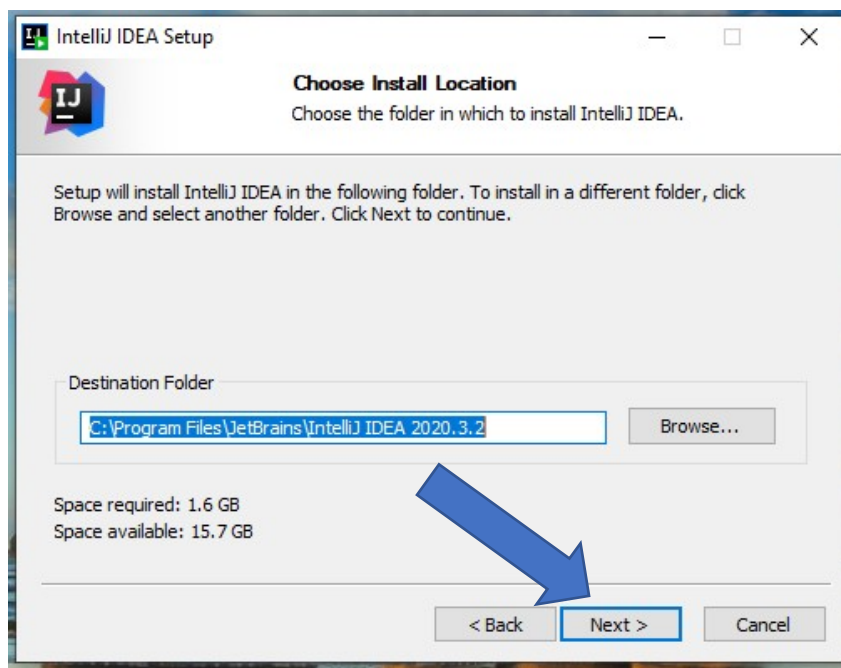 IntelliJ IDEA Setup
IJ
Choose Install Location
Choose the folder in which to install IntelliJ IDEA.
Setup will install IntelliJ IDEA in the following folder. To install in a different folder, click
Browse and select another folder. Click Next to continue.
Destination Folder
C:\Program Files\JetBrains\IntelliJ IDEA 2020.3.2
Browse...
Space required: 1.6 GB
Space available: 15.7 GB
< Back
Next >
Cancel